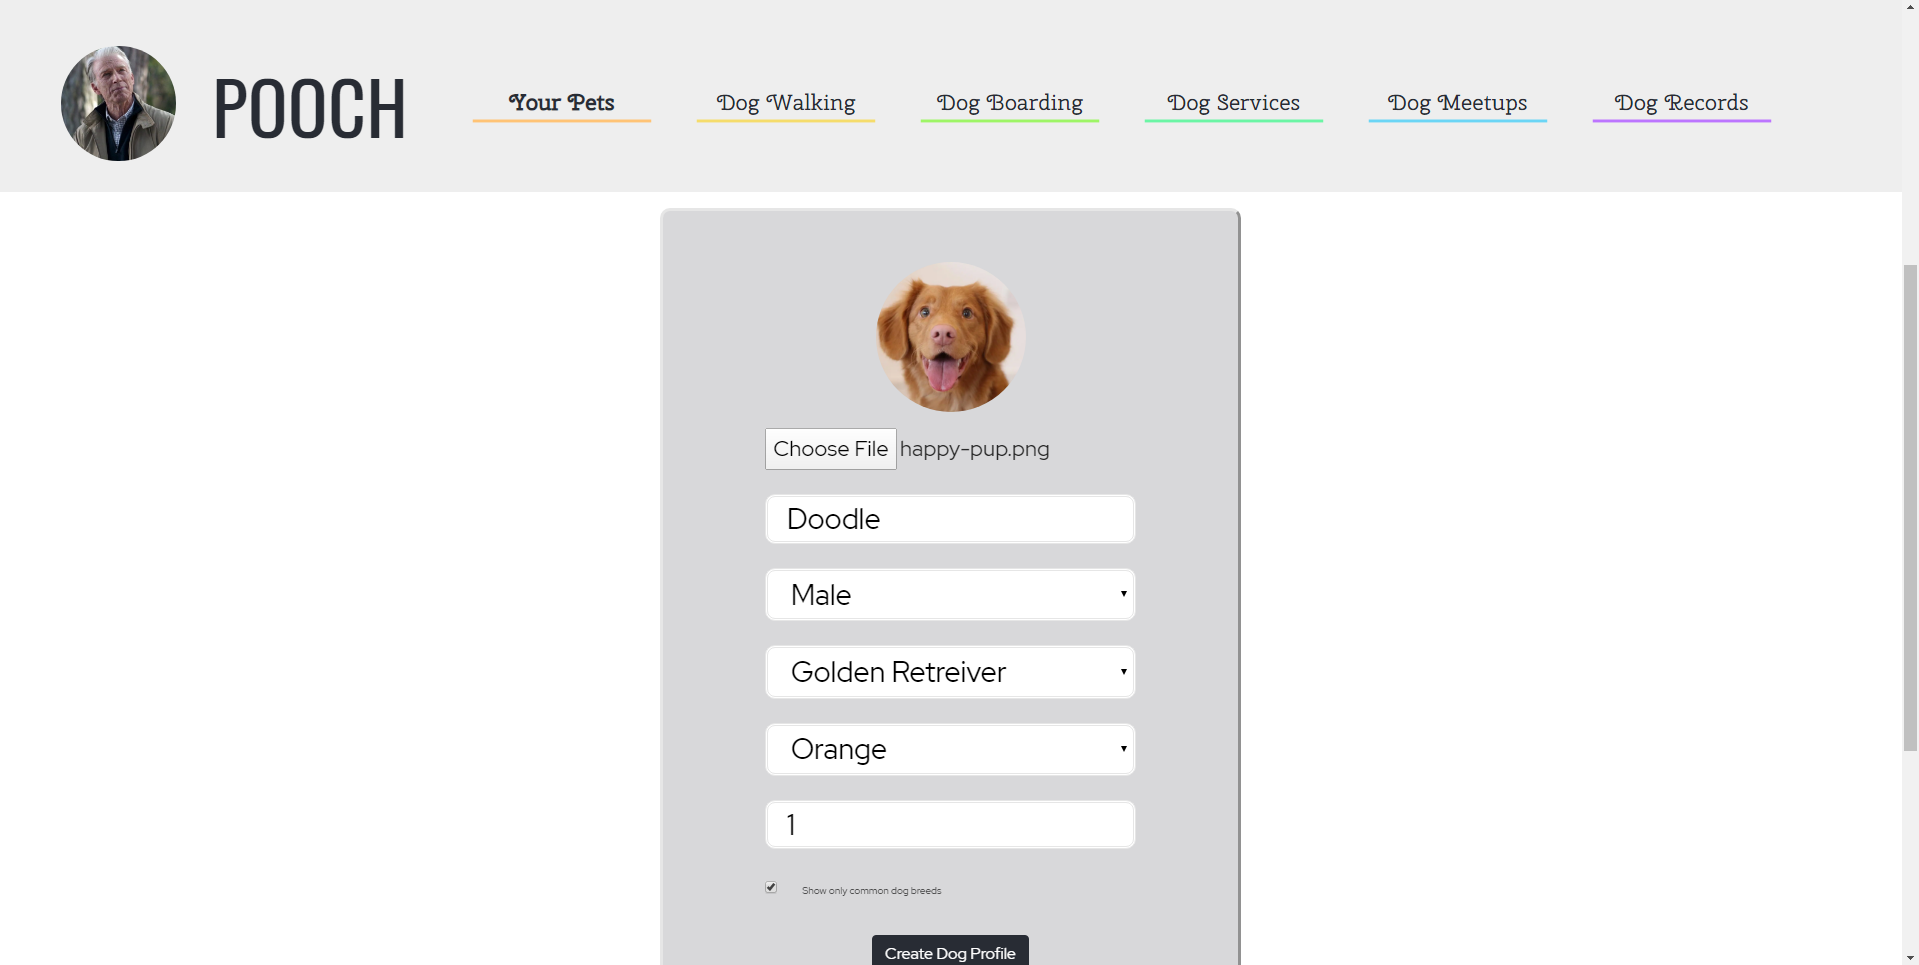 POOCH
Your Pets
Dog Walking
Dog Boarding
Dog Services
Dog Meetups
Dog Records
Choose File happy-pup.png
Doodle
Male
Golden Retreiver
Orange
1
Show only common dog breeds
Create Dog Profile